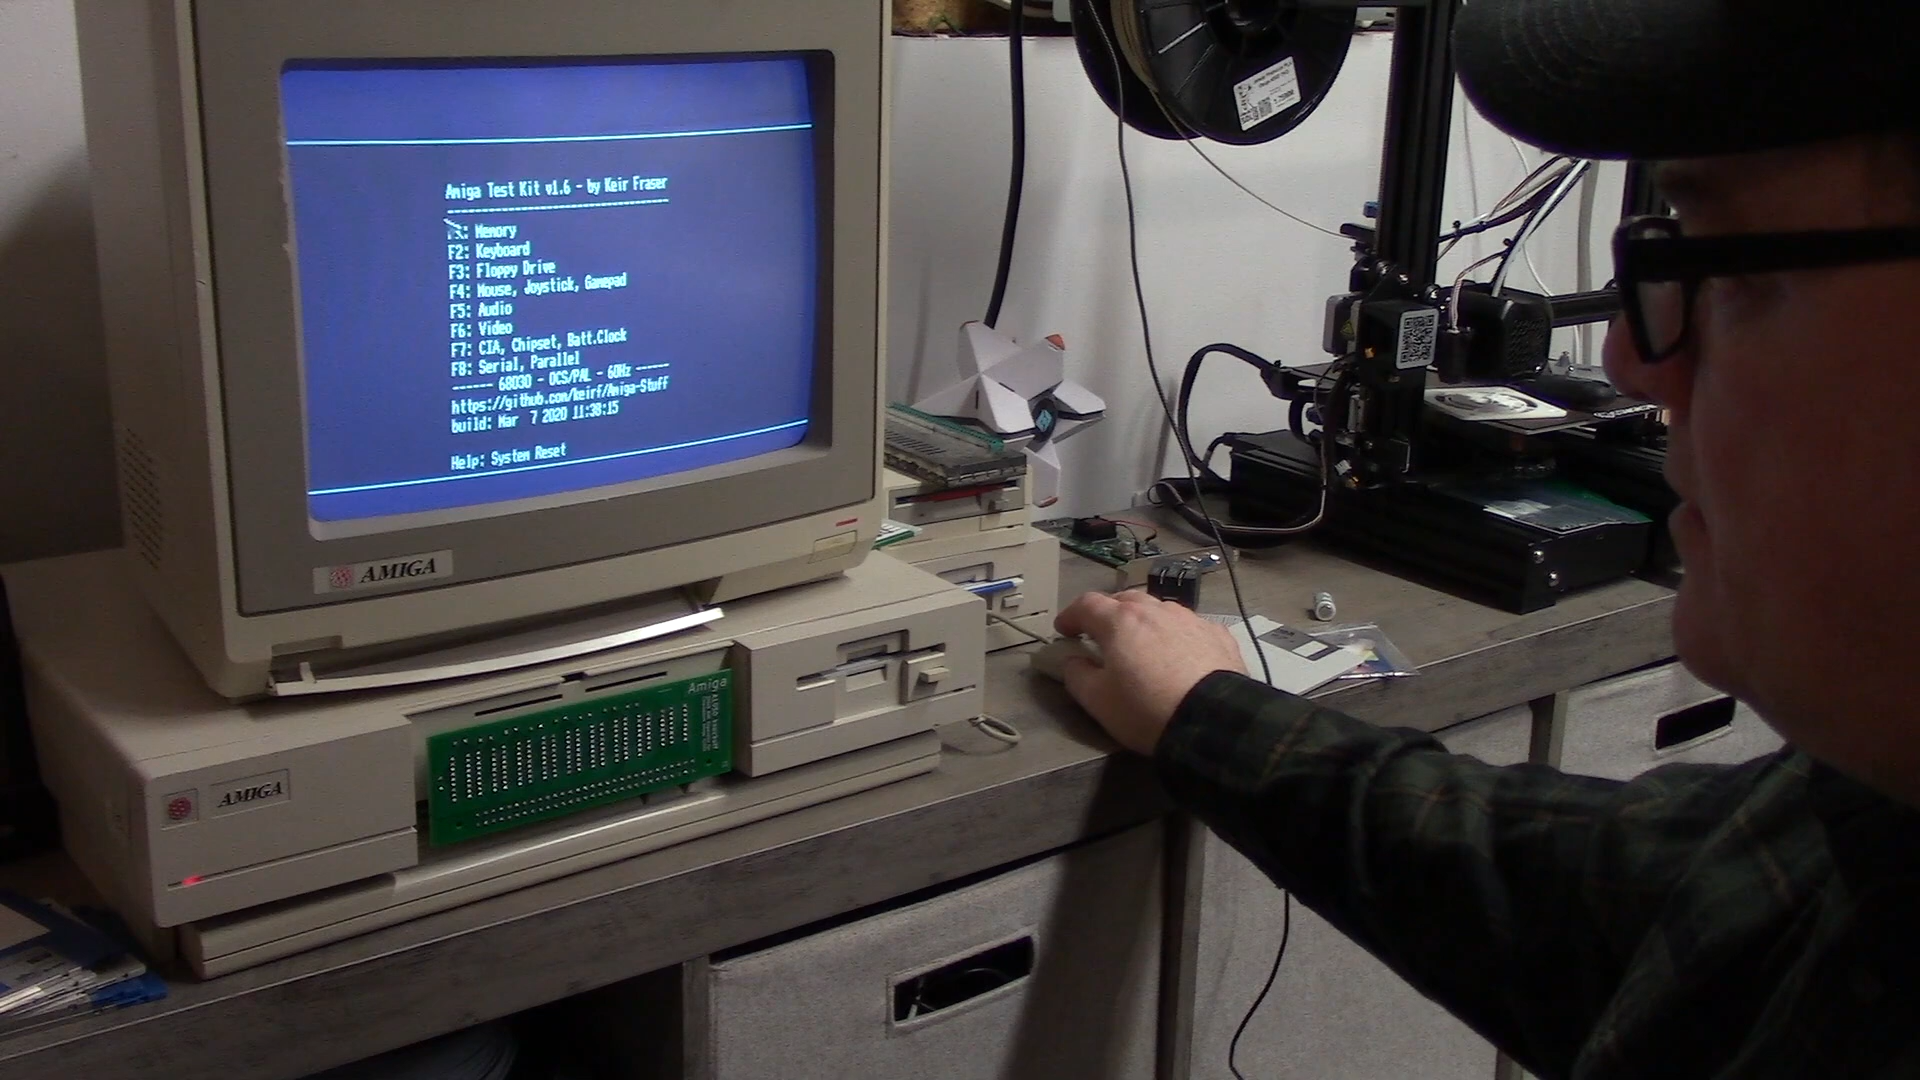 Amiga Test Kit v1.6 - by Keir Fraser
------------------------------------
F1: Memory
F2: Keyboard
F3: Floppy Drive
F4: Mouse, Joystick, Gamepad
F5: Audio
F6: Video
F7: CIA, Chipset, Batt.Clock
F8: Serial, Parallel
------ 68030 - OCS/PAL - 60Hz ------
https://github.com/keirf/Amiga-Stuff
build: Mar 7 2020 11:38:15
Help: System Reset
AMIGA
Amiga
AMIGA